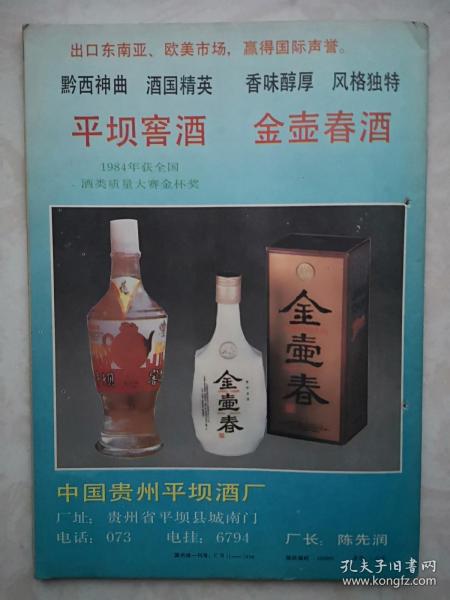 出口东南亚、欧美市场，赢得国际声誉。
黔西神曲 酒国精英 香味醇厚 风格独特
平坝窖酒 金壶春酒
1984年获全国
酒类质量大赛金杯奖
金壶春
金壶春
中国贵州平坝酒厂
厂址：贵州省平坝县城南门
电话：073 电挂：6794 厂长：陈先润
孔夫子旧书网